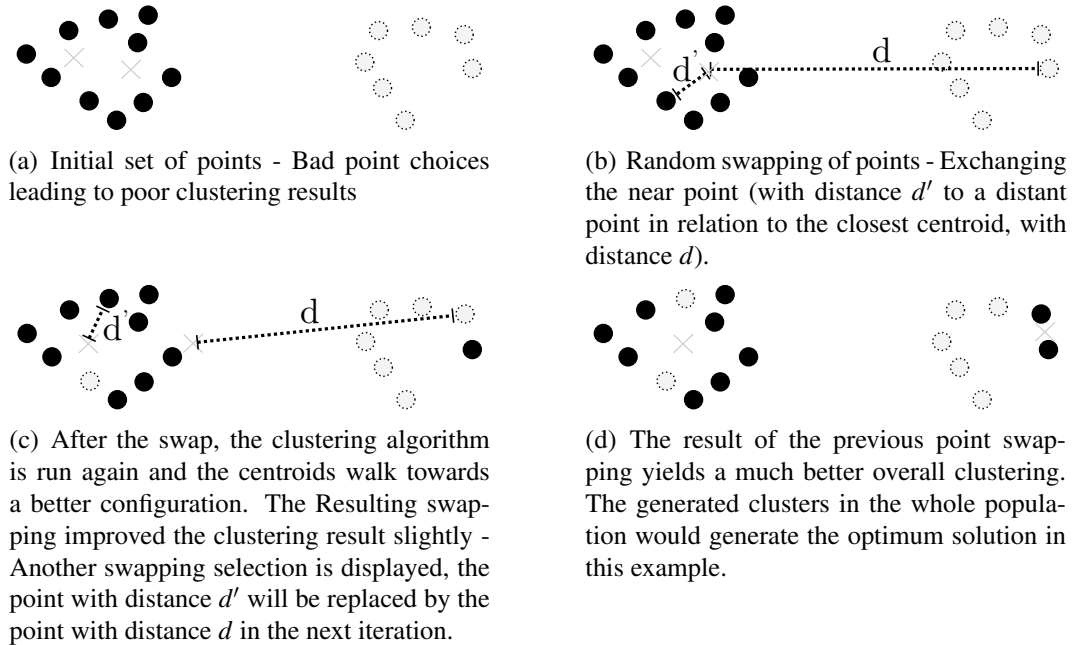 d'
d
(a) Initial set of points - Bad point choices
leading to poor clustering results
(b) Random swapping of points - Exchanging
the near point (with distance d′ to a distant
point in relation to the closest centroid, with
distance d).
d'
d
(c) After the swap, the clustering algorithm
is run again and the centroids walk towards
a better configuration. The Resulting swap-
ping improved the clustering result slightly -
Another swapping selection is displayed, the
point with distance d′ will be replaced by the
point with distance d in the next iteration.
(d) The result of the previous point swap-
ping yields a much better overall clustering.
The generated clusters in the whole popula-
tion would generate the optimum solution in
this example.